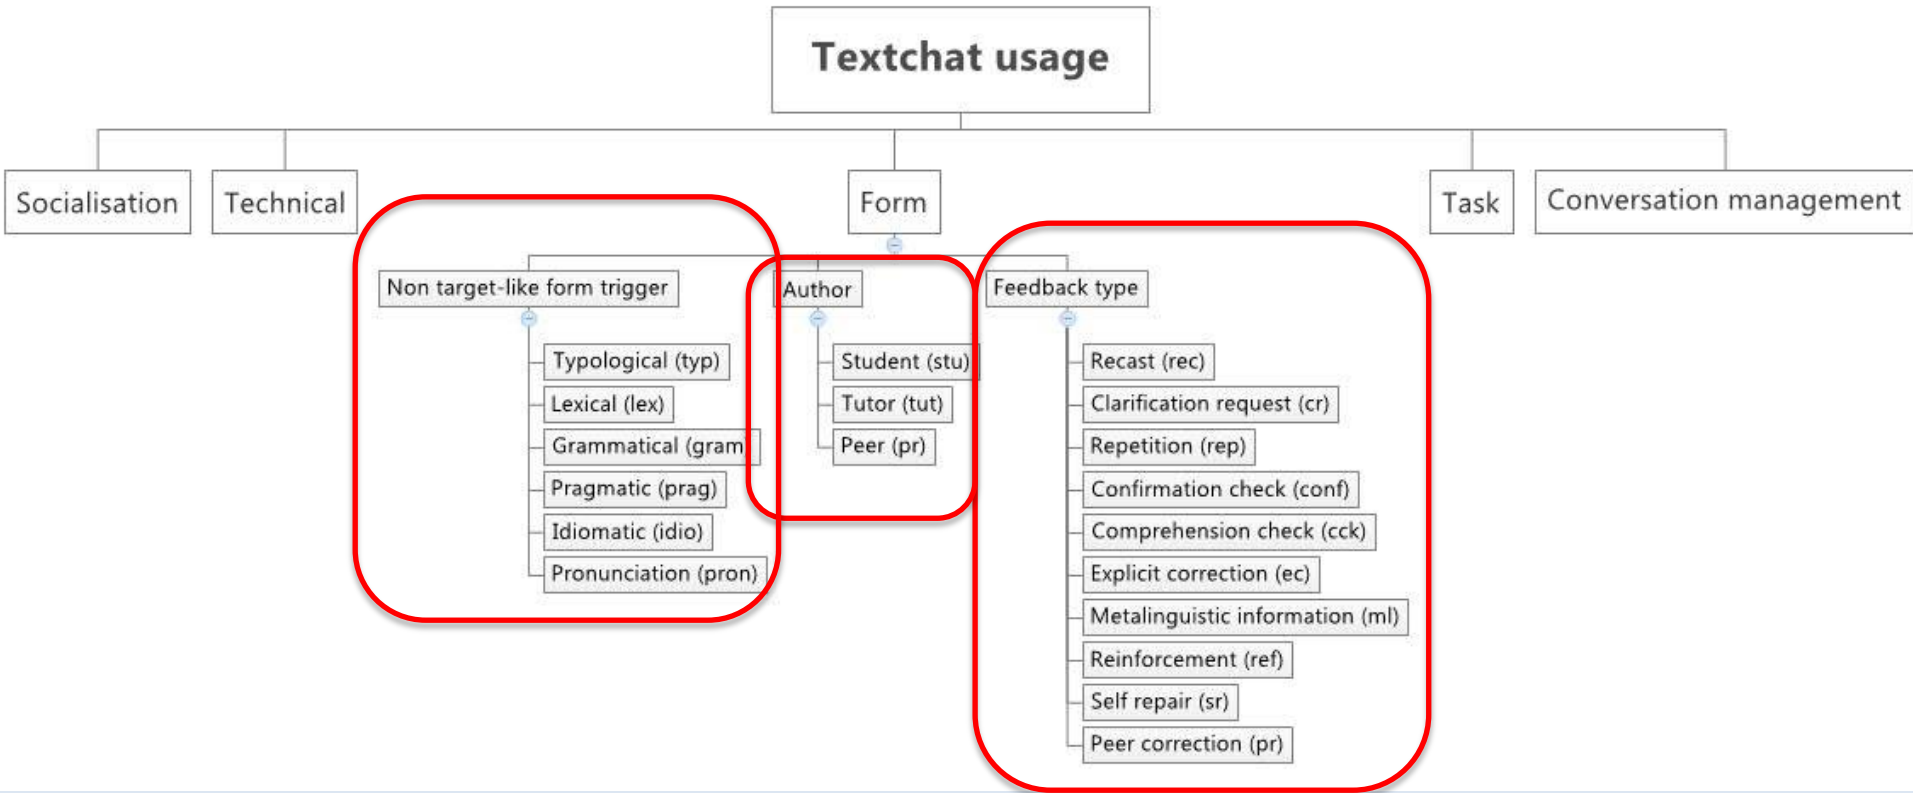 Textchat usage
Socialisation
Technical
Form
Task
Conversation management
Non target-like form trigger
Typological (typ)
Lexical (lex)
Grammatical (gram)
Pragmatic (prag)
Idiomatic (idio)
Pronunciation (pron)
Author
Student (stu)
Tutor (tut)
Peer (pr)
Feedback type
Recast (rec)
Clarification request (cr)
Repetition (rep)
Confirmation check (conf)
Comprehension check (cck)
Explicit correction (ec)
Metalinguistic information (ml)
Reinforcement (ref)
Self repair (sr)
Peer correction (pr)